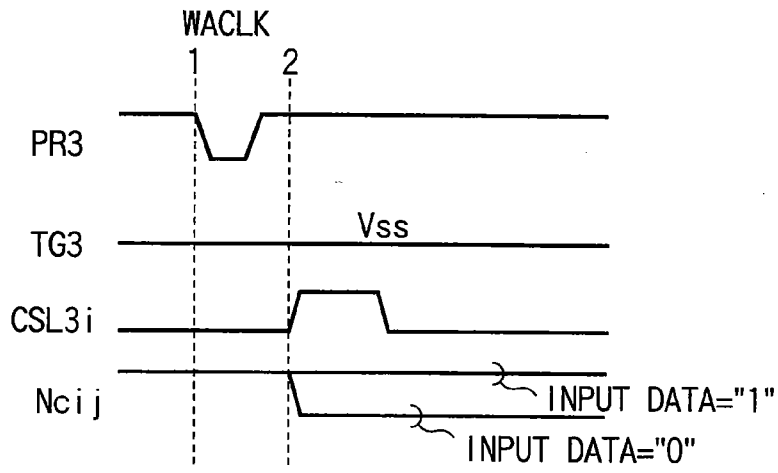 WACLK
1 2
PR3
TG3
Vss
CSL3i
Ncij
INPUT DATA="1"
INPUT DATA="0"